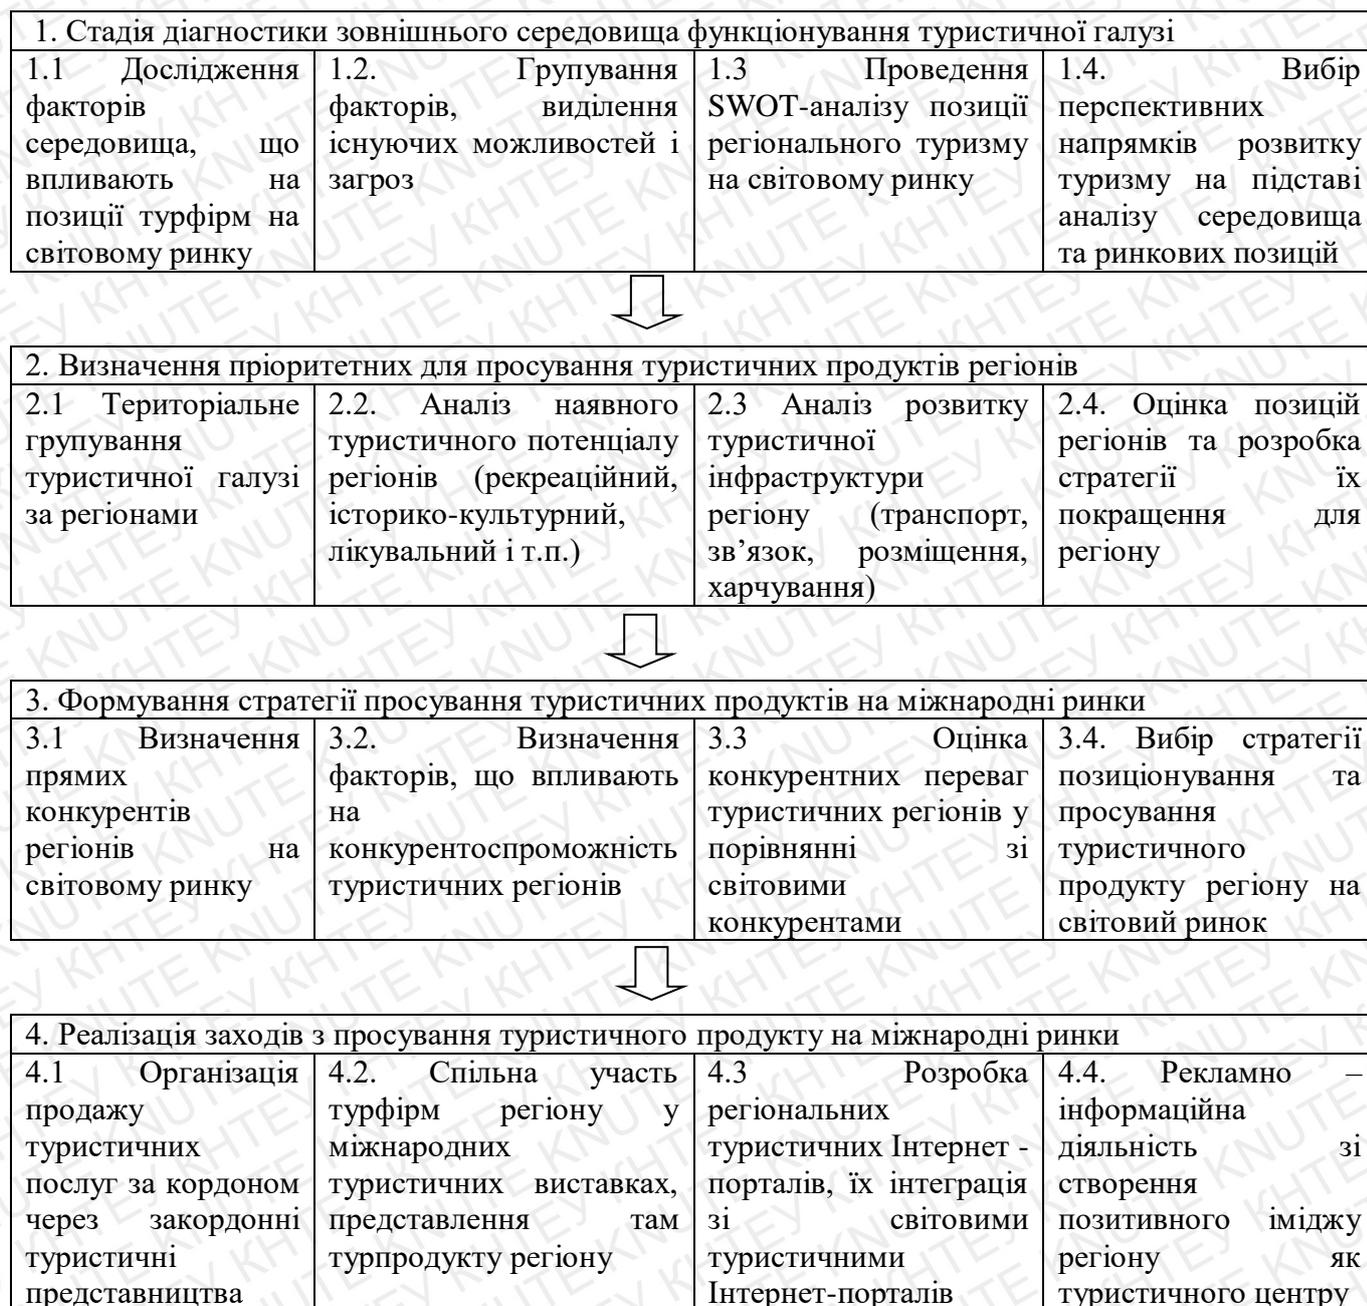 1. Стадія діагностики зовнішнього середовища функціонування туристичної галузі
1.1 Дослідження
факторів
середовища, що
впливають на
позиції турфірм на
світовому ринку
1.2. Групування
факторів, виділення
існуючих можливостей і
загроз
1.3 Проведення
SWOT-аналізу позиції
регіонального туризму
на світовому ринку
1.4. Вибір
перспективних
напрямків розвитку
туризму на підставі
аналізу середовища
та ринкових позицій
2. Визначення пріоритетних для просування туристичних продуктів регіонів
2.1 Територіальне
групування
туристичної галузі
за регіонами
2.2. Аналіз наявного
туристичного потенціалу
регіонів (рекреаційний,
історико-культурний,
лікувальний і т.п.)
2.3 Аналіз розвитку
туристичної
інфраструктури
регіону (транспорт,
зв’язок, розміщення,
харчування)
2.4. Оцінка позицій
регіонів та розробка
стратегії їх
покращення для
регіону
3. Формування стратегії просування туристичних продуктів на міжнародні ринки
3.1 Визначення
прямих
конкурентів
регіонів на
світовому ринку
3.2. Визначення
факторів, що впливають
на
конкурентоспроможність
туристичних регіонів
3.3 Оцінка
конкурентних переваг
туристичних регіонів у
порівнянні зі
світовими
конкурентами
3.4. Вибір стратегії
позиціонування та
просування
туристичного
продукту регіону на
світовий ринок
4. Реалізація заходів з просування туристичного продукту на міжнародні ринки
4.1 Організація
продажу
туристичних
послуг за кордоном
через закордонні
туристичні
представництва
4.2. Спільна участь
турфірм регіону у
міжнародних
туристичних виставках,
представлення там
турпродукту регіону
4.3 Розробка
регіональних
туристичних Інтернет -
порталів, їх інтеграція
зі світовими
туристичними
Інтернет-порталів
4.4. Рекламно –
інформаційна
діяльність зі
створення
позитивного іміджу
регіону як
туристичного центру